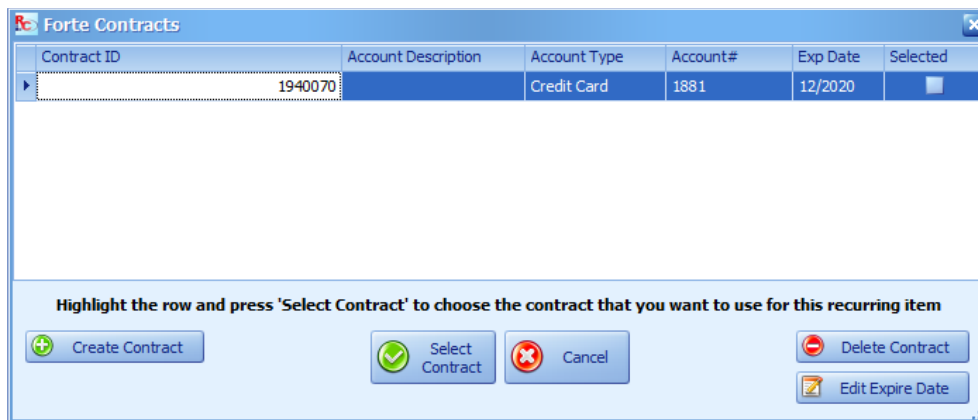 RC Forte Contracts
Contract ID Account Description Account Type Account# Exp Date Selected
1940070 Credit Card 1881 12/2020
Highlight the row and press 'Select Contract' to choose the contract that you want to use for this recurring item
Create Contract
Select
Contract
Cancel
Delete Contract
Edit Expire Date